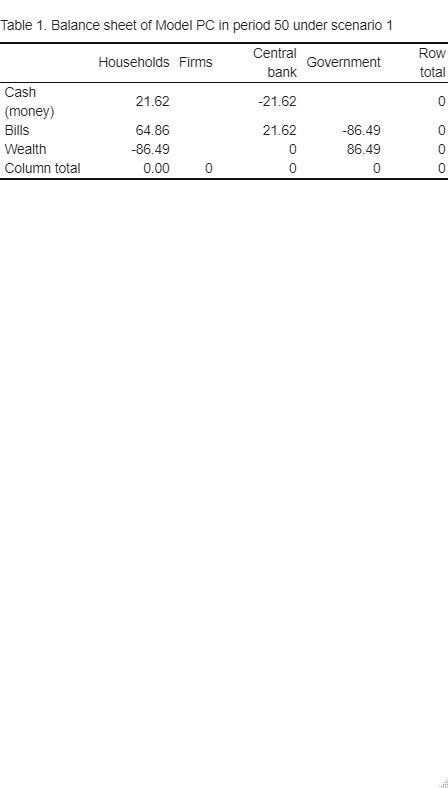 Table 1. Balance sheet of Model PC in period 50 under scenario 1
Households Firms Central bank Government Row total
Cash (money) 21.62 -21.62 0
Bills 64.86 21.62 -86.49 0
Wealth -86.49 0 86.49 0
Column total 0.00 0 0 0 0